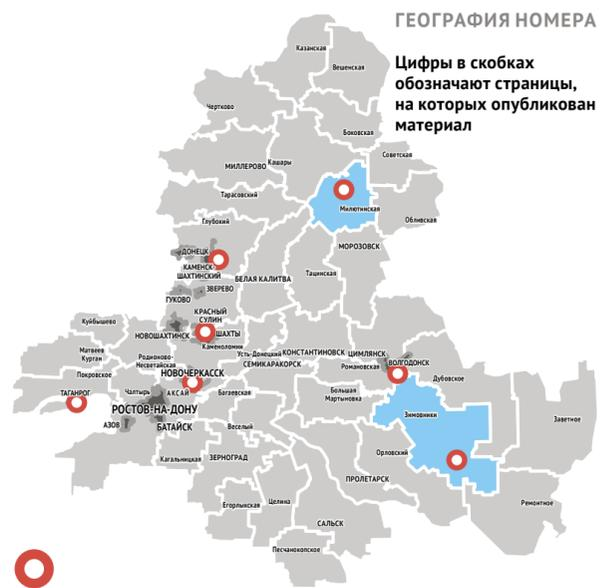 ГЕОГРАФИЯ НОМЕРА
Цифры в скобках
обозначают страницы,
на которых опубликован
материал
Казанская
Вешенская
Чертково
Боковская
Советская
МИЛЛЕРОВО
Кашары
Тарасовский
Милютинская
Обливская
Глубокий
МОРОЗОВСК
ДОНЕЦК
КАМЕНСК-
ШАХТИНСКИЙ
БЕЛАЯ КАЛИТВА
Тацинская
ЗВЕРЕВО
ГУКОВО
КРАСНЫЙ
СУЛИН
Куйбышево
НОВОШАХТИНСК
ШАХТЫ
Каменоломни
Матвеев
Курган
Родионово-
Несветайская
Усть-Донецкий
КОНСТАНТИНОВСК
ЦИМЛЯНСК
СЕМИКАРАКОРСК
Романовская
ВОЛГОДОНСК
Покровское
НОВОЧЕРКАССК
Дубовское
ТАГАНРОГ
Чалтырь
АКСАЙ
Багаевская
Большая
Мартыновка
РОСТОВ-НА-ДОНУ
Зимовники
Заветное
АЗОВ
БАТАЙСК
Веселый
Кагальницкая
ЗЕРНОГРАД
Орловский
ПРОЛЕТАРСК
Егорлыкская
Целина
Ремонтное
САЛЬСК
Песчанокопское